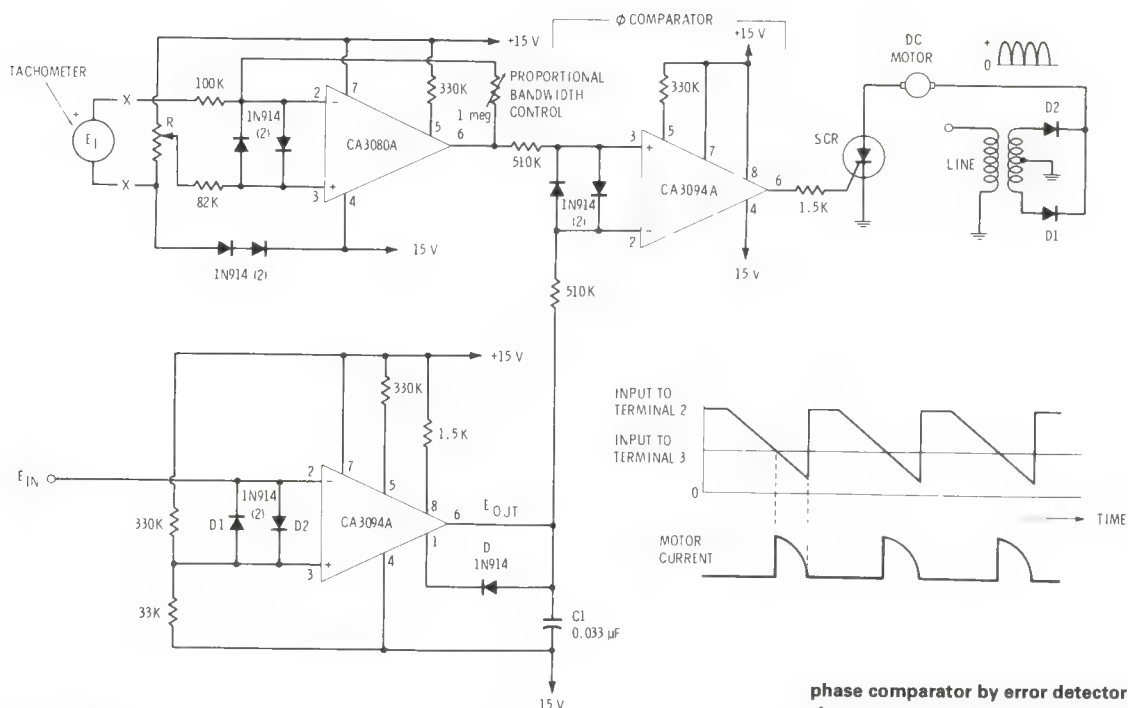 φ COMPARATOR
+15 V
+15 V
DC
MOTOR
+
0
TACHOMETER
+
E1
X
X
100K
R
82K
1N914
(2)
2
−
+
3
7
CA3080A
4
5
6
330K
PROPORTIONAL
BANDWIDTH
CONTROL
1 meg
1N914 (2)
15 V
510K
330K
3
+
5
7
8
CA3094A
1N914
(2)
−
2
6
4
15 V
1.5K
SCR
D2
LINE
D1
510K
+15 V
330K
1.5K
EIN
2
−
7
5
1N914
(2)
D1
D2
CA3094A
8
6
1
EOUT
330K
+
3
4
D
1N914
33K
C1
0.033 µF
15 V
INPUT TO
TERMINAL 2
INPUT TO
TERMINAL 3
0
TIME
MOTOR
CURRENT
phase comparator by error detector